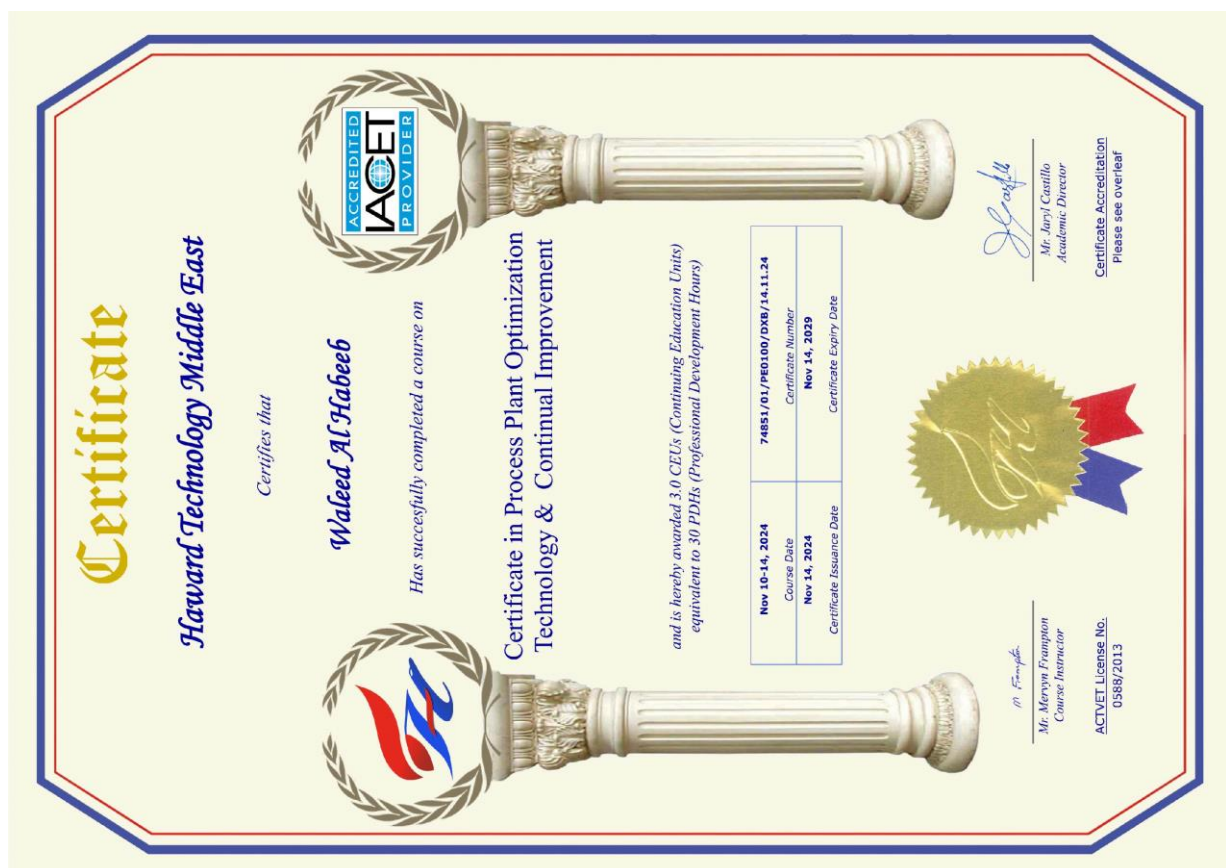 Certificate
Haward Technology Middle East
Certifies that
Waleed Al Habeeb
Has succesfully completed a course on
Certificate in Process Plant Optimization
Technology & Continual Improvement
ACCREDITED
IACET
PROVIDER
and is hereby awarded 3.0 CEUs (Continuing Education Units)
equivalent to 30 PDHs (Professional Development Hours)
Nov 10-14, 2024 74851/01/PE0100/DXB/14.11.24
Course Date Certificate Number
Nov 14, 2024 Nov 14, 2029
Certificate Issuance Date Certificate Expiry Date
M Frampton
Mr. Mervyn Frampton
Course Instructor
ACTVET License No.
0588/2013
Mr. Jaryl Castillo
Academic Director
Certificate Accreditation
Please see overleaf